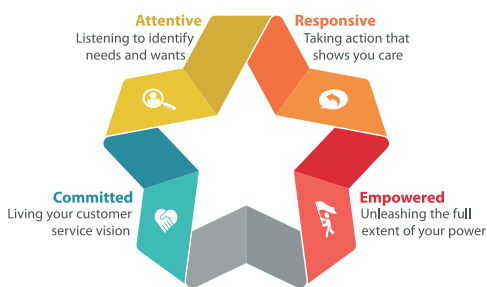 Attentive
Listening to identify
needs and wants
Responsive
Taking action that
shows you care
Committed
Living your customer
service vision
Empowered
Unleashing the full
extent of your power